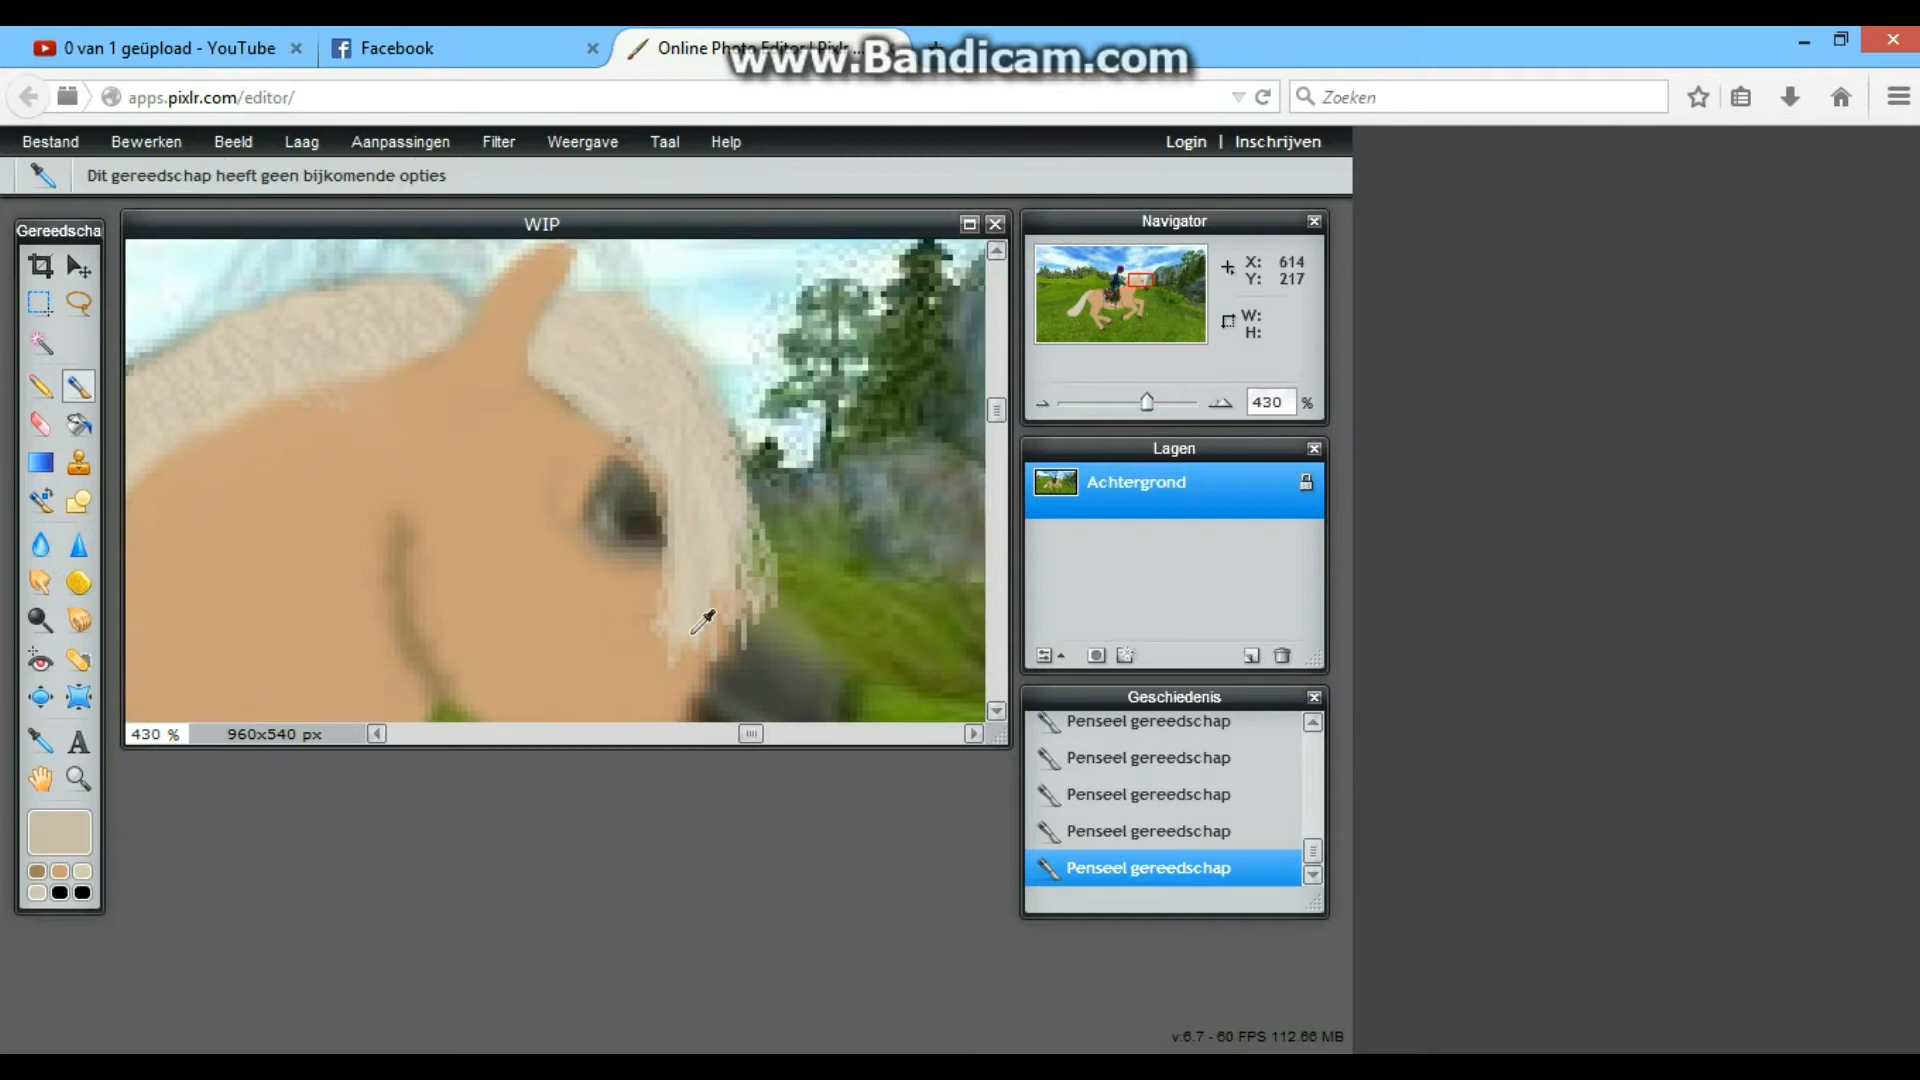 0 van 1 geüpload - YouTube
Facebook
Online Photo Editor | Pixlr ...
www.Bandicam.com
apps.pixlr.com/editor/
Zoeken
Bestand Bewerken Beeld Laag Aanpassingen Filter Weergave Taal Help
Login | Inschrijven
Dit gereedschap heeft geen bijkomende opties
Gereedscha
WIP
Navigator
X: 614
Y: 217
W:
H:
430 %
Lagen
Achtergrond
Geschiedenis
Penseel gereedschap
Penseel gereedschap
Penseel gereedschap
Penseel gereedschap
Penseel gereedschap
A
430 % 960x540 px
v:6.7 - 60 FPS 112.66 MB